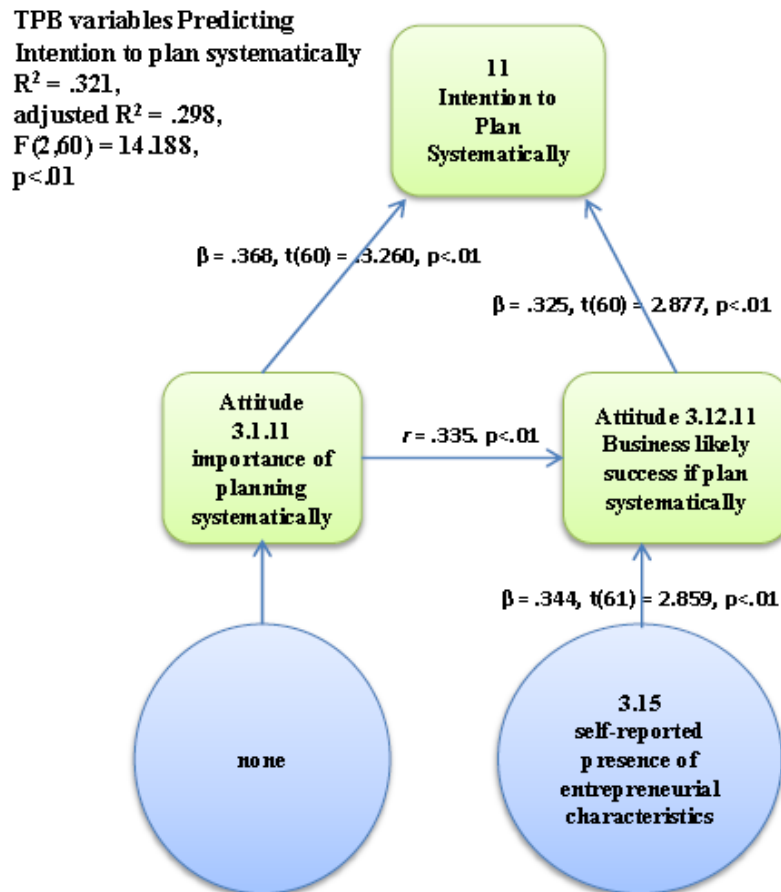 TPB variables Predicting
Intention to plan systematically
R² = .321,
adjusted R² = .298,
F(2,60) = 14.188,
p<.01
11
Intention to
Plan
Systematically
β = .368, t(60) = .3.260, p<.01
β = .325, t(60) = 2.877, p<.01
Attitude
3.1.11
importance of
planning
systematically
r = .335. p<.01
Attitude 3.12.11
Business likely
success if plan
systematically
β = .344, t(61) = 2.859, p<.01
none
3.15
self-reported
presence of
entrepreneurial
characteristics